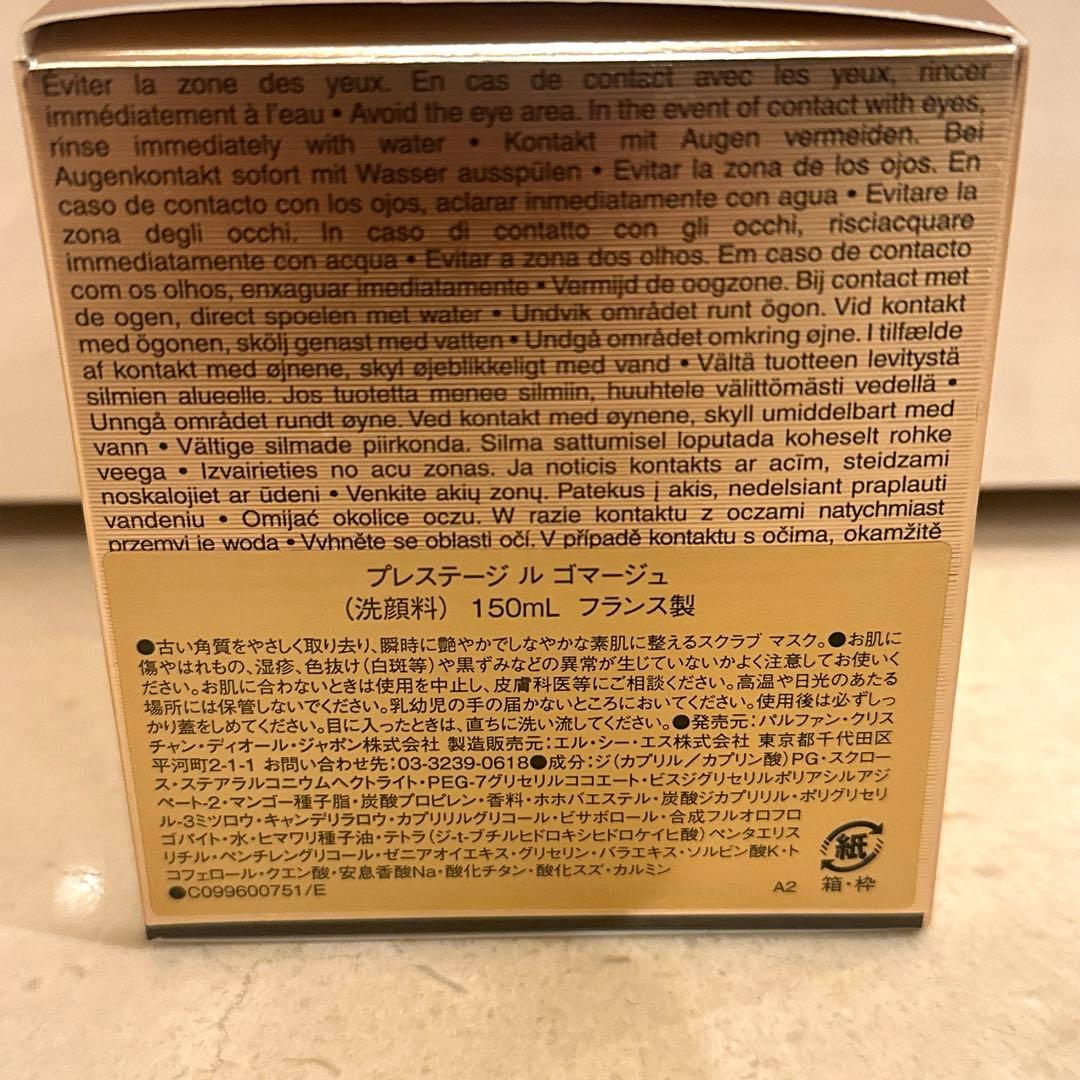 Éviter la zone des yeux. En cas de contact avec les yeux, rincer
immédiatement à l'eau • Avoid the eye area. In the event of contact with eyes,
rinse immediately with water • Kontakt mit Augen vermeiden. Bei
Augenkontakt sofort mit Wasser ausspülen • Evitar la zona de los ojos. En
caso de contacto con los ojos, aclarar inmediatamente con agua • Evitare la
zona degli occhi. In caso di contatto con gli occhi, risciacquare
immediatamente con acqua • Evitar a zona dos olhos. Em caso de contacto
com os olhos, enxaguar imediatamente • Vermijd de oogzone. Bij contact met
de ogen, direct spoelen met water • Undvik området runt ögon. Vid kontakt
med ögonen, skölj genast med vatten • Undgå området omkring øjne. I tilfælde
af kontakt med øjnene, skyl øjeblikkeligt med vand • Vältä tuotteen levitystä
silmien alueelle. Jos tuotetta menee silmiin, huuhtele välittömästi vedellä •
Unngå området rundt øyne. Ved kontakt med øynene, skyll umiddelbart med
vann • Vältige silmade piirkonda. Silma sattumisel loputada koheselt rohke
veega • Izvairieties no acu zonas. Ja noticis kontakts ar acīm, steidzami
noskalojiet ar ūdeni • Venkite akių zonų. Patekus į akis, nedelsiant praplauti
vandeniu • Omijać okolice oczu. W razie kontaktu z oczami natychmiast
przemyj je woda • Vyhněte se oblasti očí. V případě kontaktu s očima, okamžitě
プレステージ ル ゴマージュ
（洗顔料） 150mL フランス製
●古い角質をやさしく取り去り、瞬時に艶やかでしなやかな素肌に整えるスクラブ マスク。●お肌に
傷やはれもの、湿疹、色抜け（白斑等）や黒ずみなどの異常が生じていないかよく注意してお使いく
ださい。お肌に合わないときは使用を中止し、皮膚科医等にご相談ください。高温や日光のあたる
場所には保管しないでください。乳幼児の手の届かないところにおいてください。使用後は必ずしっ
かり蓋をしめてください。目に入ったときは、直ちに洗い流してください。●発売元：パルファン・クリス
チャン・ディオール・ジャポン株式会社 製造販売元：エル・シー・エス株式会社 東京都千代田区
平河町2-1-1 お問い合わせ先：03-3239-0618●成分：ジ（カプリル／カプリン酸）PG・スクロー
ス・ステアラルコニウムヘクトライト・PEG-7グリセリルココエート・ビスジグリセリルポリアシルアジ
ペート-2・マンゴー種子脂・炭酸プロピレン・香料・ホホバエステル・炭酸ジカプリリル・ポリグリセリ
ル-3ミツロウ・キャンデリラロウ・カプリリルグリコール・ビサボロール・合成フルオロフロ
ゴパイト・水・ヒマワリ種子油・テトラ（ジ-t-ブチルヒドロキシヒドロケイヒ酸）ペンタエリス
リチル・ペンチレングリコール・ゼニアオイエキス・グリセリン・バラエキス・ソルビン酸K・ト
コフェロール・クエン酸・安息香酸Na・酸化チタン・酸化スズ・カルミン
●C099600751/E
A2
紙
箱・枠